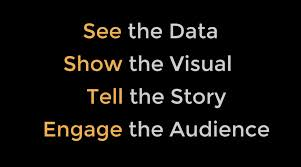 See the Data
Show the Visual
Tell the Story
Engage the Audience